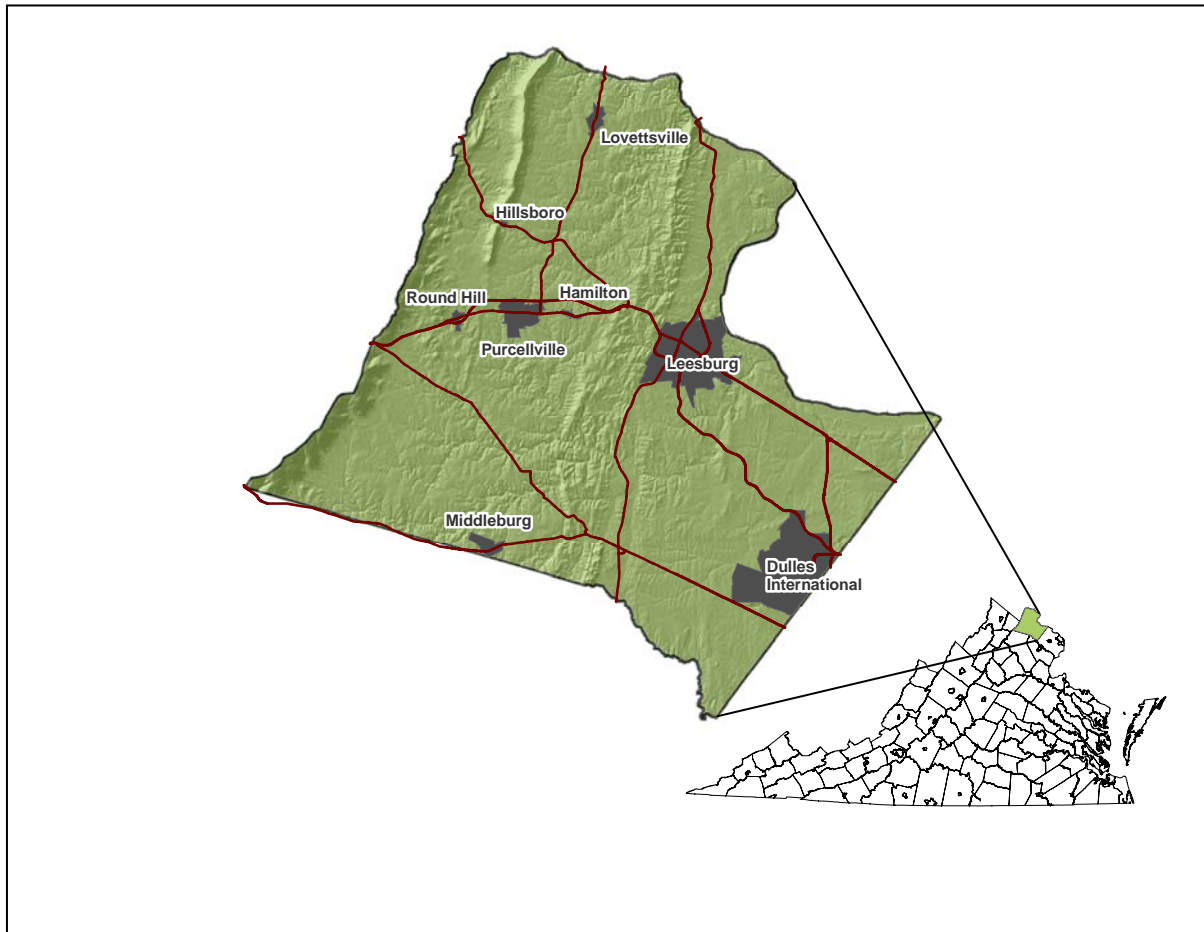 Lovettsville
Hillsboro
Hamilton
Round Hill
Purcellville
Leesburg
Middleburg
Dulles
International